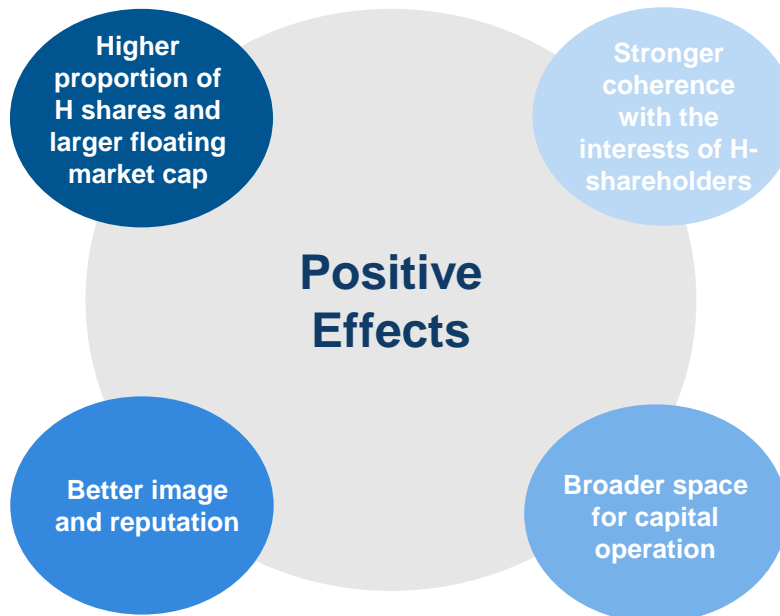 Higher
proportion of
H shares and
larger floating
market cap
Stronger
coherence
with the
interests of H-
shareholders
Positive
Effects
Better image
and reputation
Broader space
for capital
operation